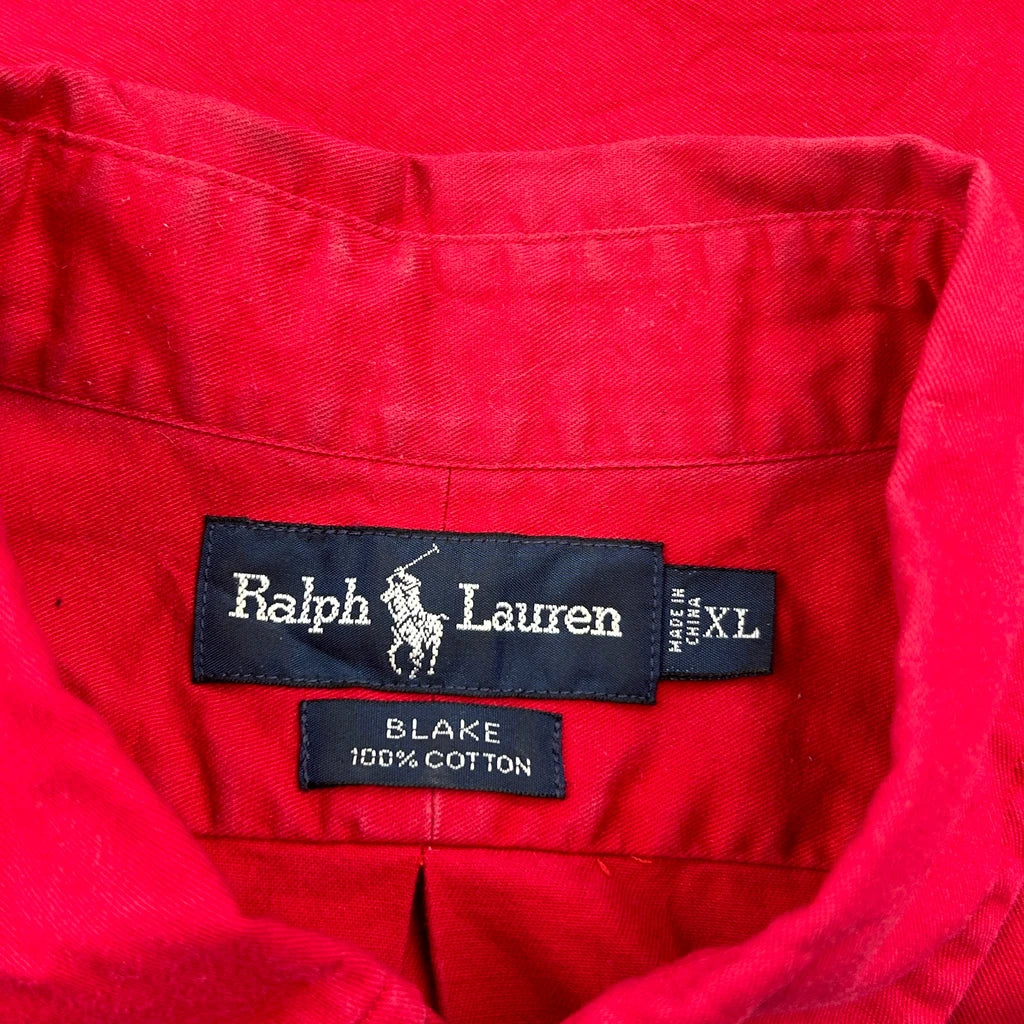 Ralph Lauren
MADE IN
CHINA
XL
BLAKE
100% COTTON